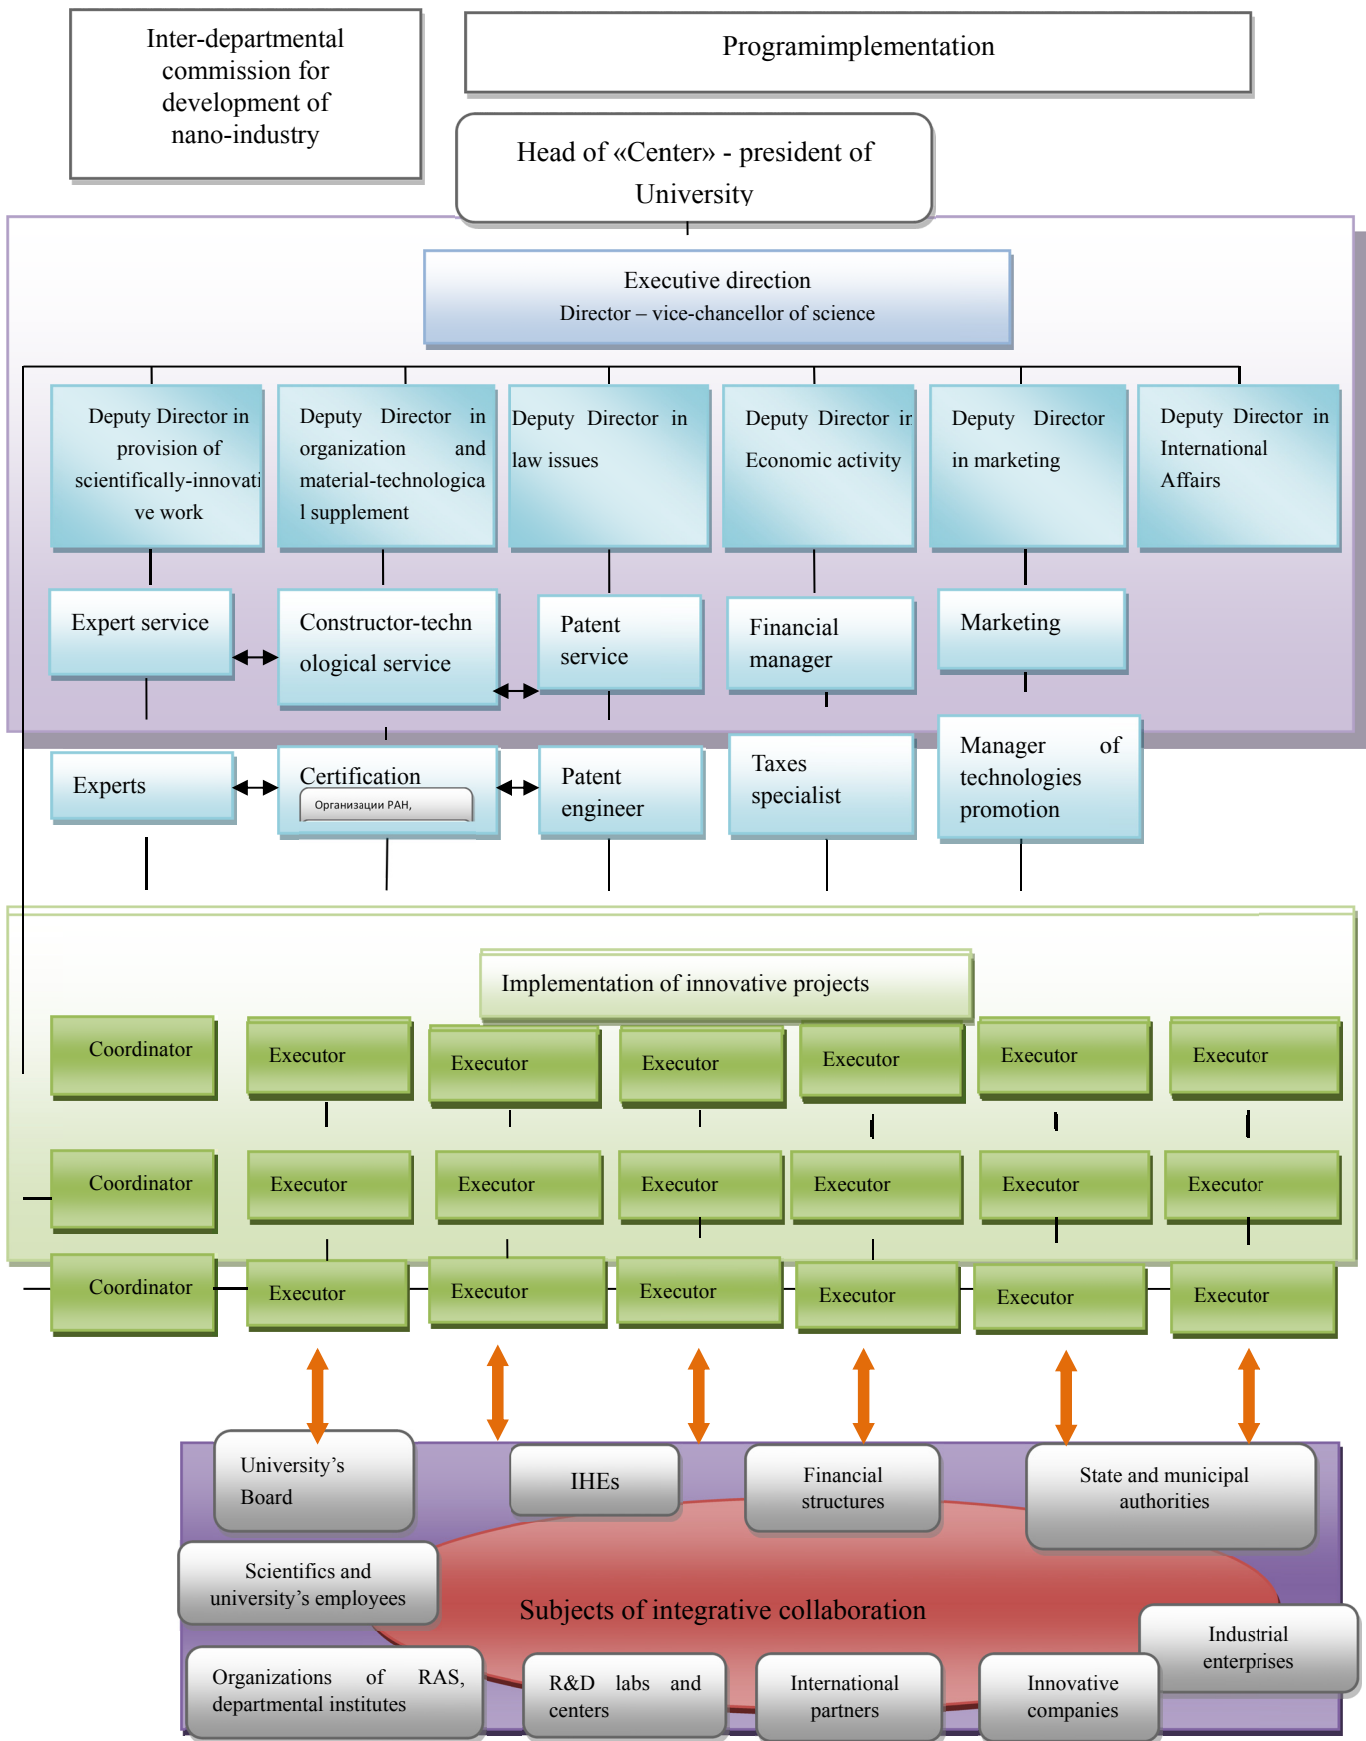 Inter-departmental
commission for
development of
nano-industry
Programimplementation
Head of «Center» - president of
University
Executive direction
Director – vice-chancellor of science
Deputy Director in
provision of
scientifically-innovati
ve work
Deputy Director in
organization and
material-technologica
l supplement
Deputy Director in
law issues
Deputy Director in
Economic activity
Deputy Director
in marketing
Deputy Director in
International
Affairs
Expert service
Constructor-techn
ological service
Patent
service
Financial
manager
Marketing
Experts
Certification
Организации РАН,
Patent
engineer
Taxes
specialist
Manager of
technologies
promotion
Implementation of innovative projects
Coordinator
Executor
Executor
Executor
Executor
Executor
Executor
Coordinator
Executor
Executor
Executor
Executor
Executor
Executor
Coordinator
Executor
Executor
Executor
Executor
Executor
Executor
University’s
Board
IHEs
Financial
structures
State and municipal
authorities
Scientifics and
university’s employees
Subjects of integrative collaboration
Industrial
enterprises
Organizations of RAS,
departmental institutes
R&D labs and
centers
International
partners
Innovative
companies